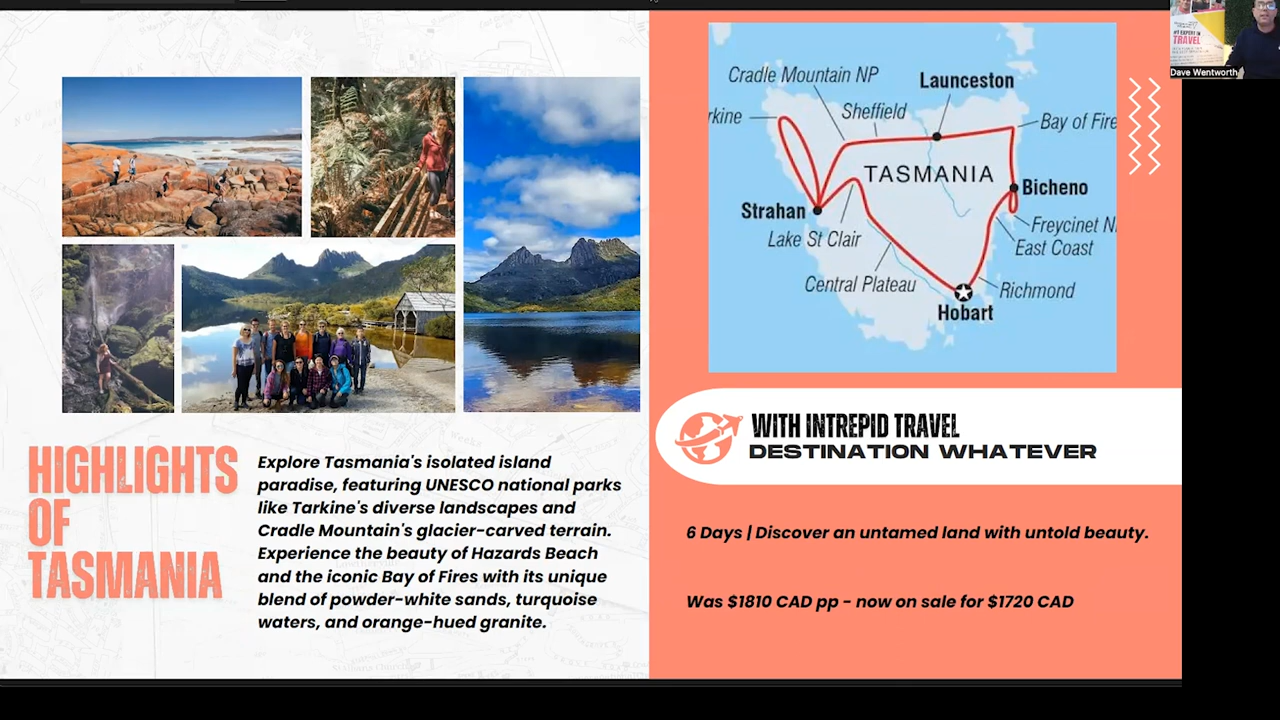 HIGHLIGHTS
OF
TASMANIA
Explore Tasmania's isolated island
paradise, featuring UNESCO national parks
like Tarkine's diverse landscapes and
Cradle Mountain's glacier-carved terrain.
Experience the beauty of Hazards Beach
and the iconic Bay of Fires with its unique
blend of powder-white sands, turquoise
waters, and orange-hued granite.
Cradle Mountain NP
Launceston
rkine
Sheffield
Bay of Fire
TASMANIA
Bicheno
Strahan
Freycinet N
Lake St Clair
East Coast
Central Plateau
Richmond
Hobart
WITH INTREPID TRAVEL
DESTINATION WHATEVER
6 Days | Discover an untamed land with untold beauty.
Was $1810 CAD pp - now on sale for $1720 CAD
#1 EXPERT IN
TRAVEL
Dave Wentworth